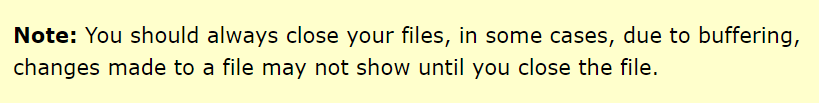 Note: You should always close your files, in some cases, due to buffering,
changes made to a file may not show until you close the file.